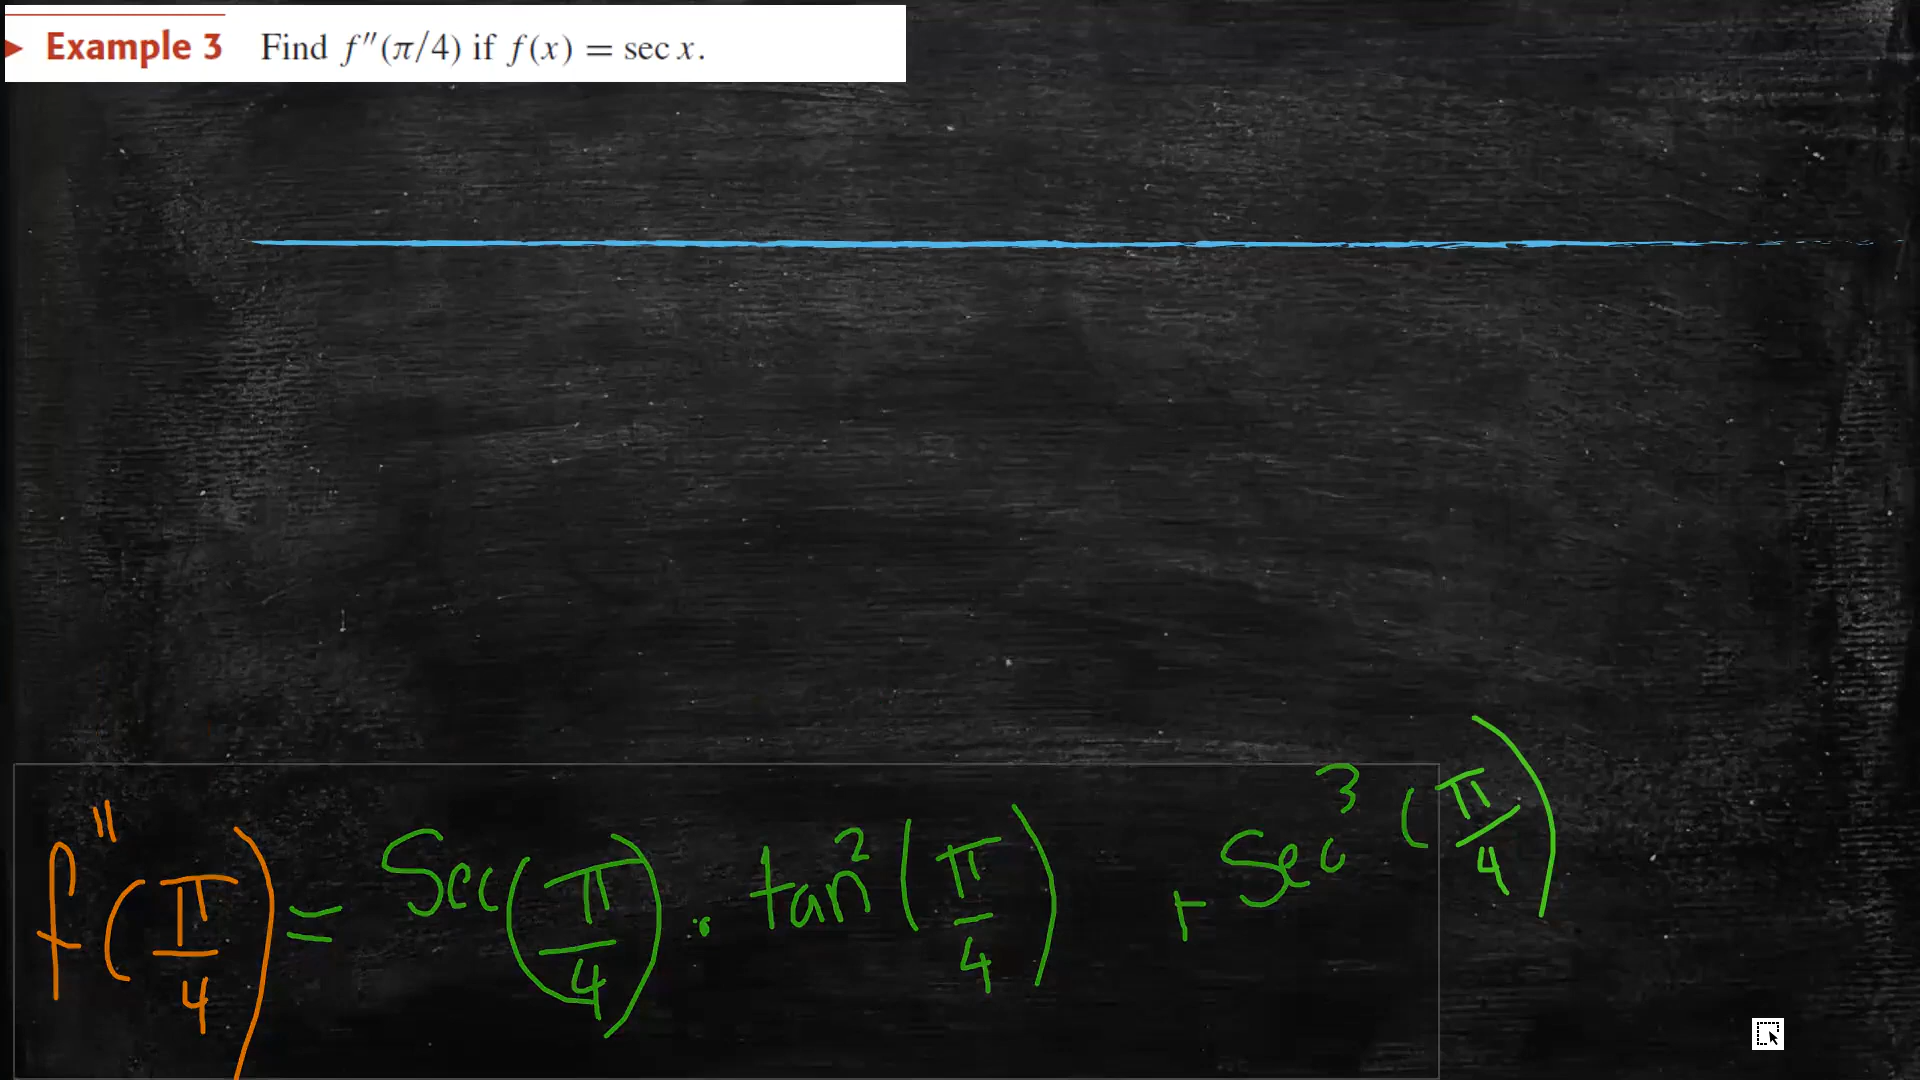 Example 3 Find f″(π/4) if f(x) = sec x.
f″(π/4) = Sec(π/4) · tan²(π/4) + Sec³(π/4)